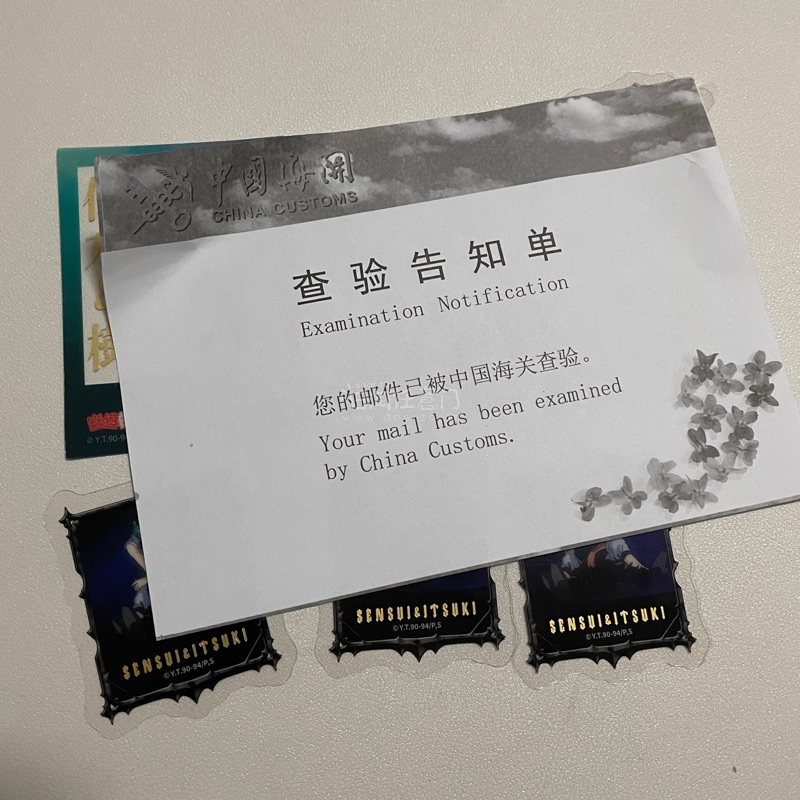 中国海关
CHINA CUSTOMS
查验告知单
Examination Notification
您的邮件已被中国海关查验。
Your mail has been examined
by China Customs.
SENSUI&ITSUKI
©Y.T.90-94/P,S
SENSUI&ITSUKI
©Y.T.90-94/P,S
SENSUI&ITSUKI
©Y.T.90-94/P,S
©Y.T.90-9